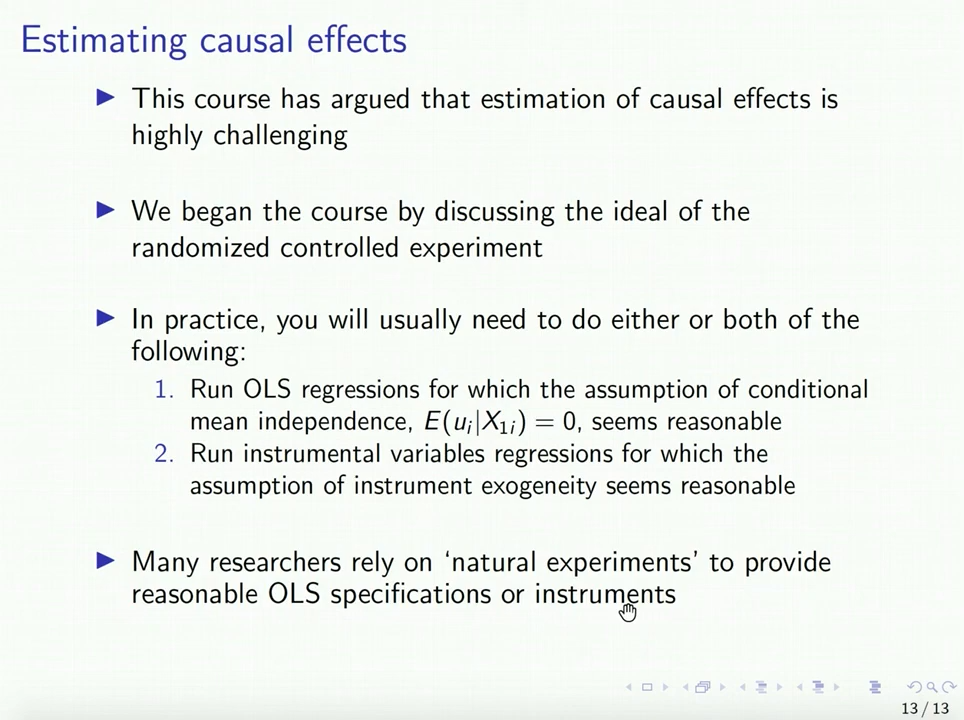 Estimating causal effects
▶ This course has argued that estimation of causal effects is
highly challenging
▶ We began the course by discussing the ideal of the
randomized controlled experiment
▶ In practice, you will usually need to do either or both of the
following:
1. Run OLS regressions for which the assumption of conditional
mean independence, E(uᵢ|X₁ᵢ) = 0, seems reasonable
2. Run instrumental variables regressions for which the
assumption of instrument exogeneity seems reasonable
▶ Many researchers rely on ‘natural experiments’ to provide
reasonable OLS specifications or instruments
13 / 13